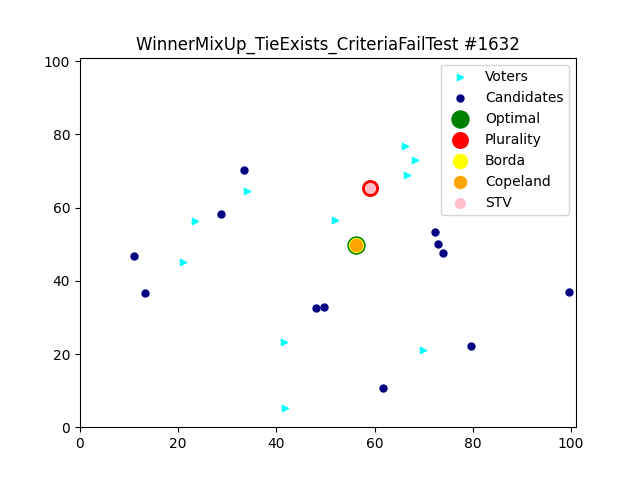 WinnerMixUp_TieExists_CriteriaFailTest #1632
Voters
Candidates
Optimal
Plurality
Borda
Copeland
STV
100
80
60
40
20
0
0 20 40 60 80 100